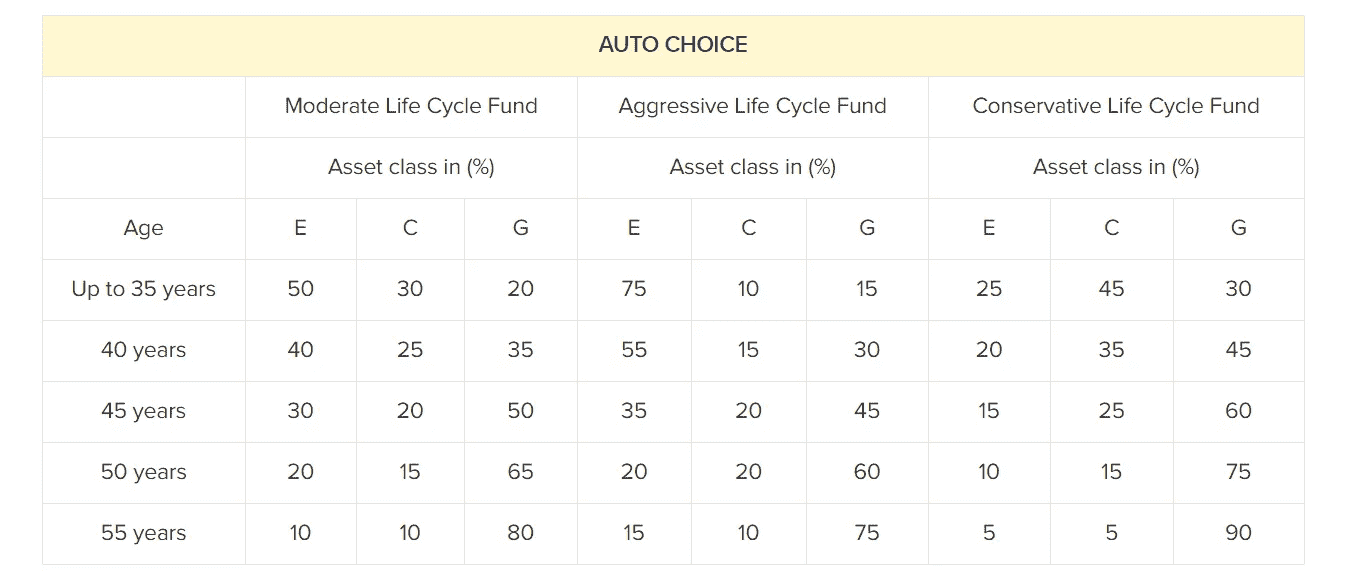 AUTO CHOICE
Moderate Life Cycle Fund Aggressive Life Cycle Fund Conservative Life Cycle Fund
Asset class in (%) Asset class in (%) Asset class in (%)
Age E C G E C G E C G
Up to 35 years 50 30 20 75 10 15 25 45 30
40 years 40 25 35 55 15 30 20 35 45
45 years 30 20 50 35 20 45 15 25 60
50 years 20 15 65 20 20 60 10 15 75
55 years 10 10 80 15 10 75 5 5 90